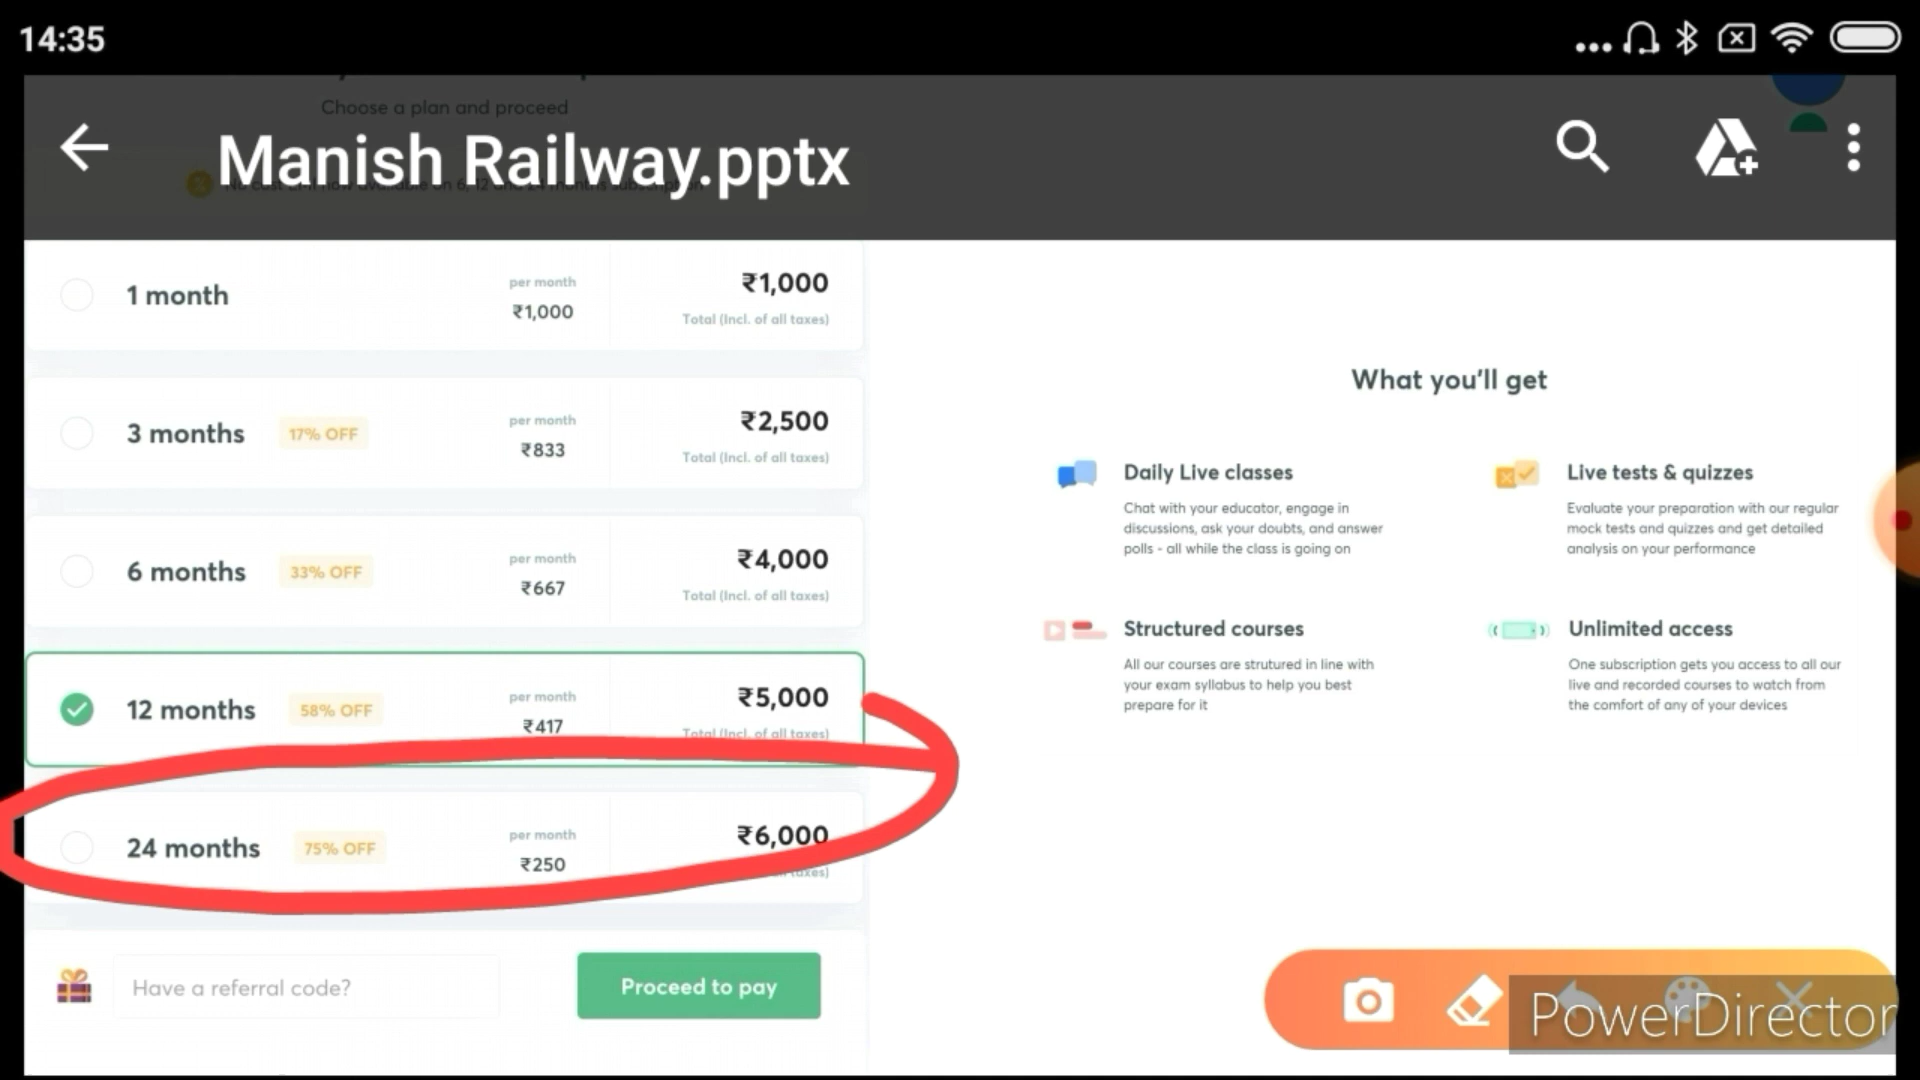 14:35
Choose a plan and proceed
Manish Railway.pptx
1 month
per month
₹1,000
₹1,000
Total (Incl. of all taxes)
3 months
17% OFF
per month
₹833
₹2,500
Total (Incl. of all taxes)
6 months
33% OFF
per month
₹667
₹4,000
Total (Incl. of all taxes)
12 months
58% OFF
per month
₹417
₹5,000
Total (Incl. of all taxes)
24 months
75% OFF
per month
₹250
₹6,000
taxes)
Have a referral code?
Proceed to pay
What you'll get
Daily Live classes
Chat with your educator, engage in
discussions, ask your doubts, and answer
polls - all while the class is going on
Live tests & quizzes
Evaluate your preparation with our regular
mock tests and quizzes and get detailed
analysis on your performance
Structured courses
All our courses are strutured in line with
your exam syllabus to help you best
prepare for it
Unlimited access
One subscription gets you access to all our
live and recorded courses to watch from
the comfort of any of your devices
PowerDirector